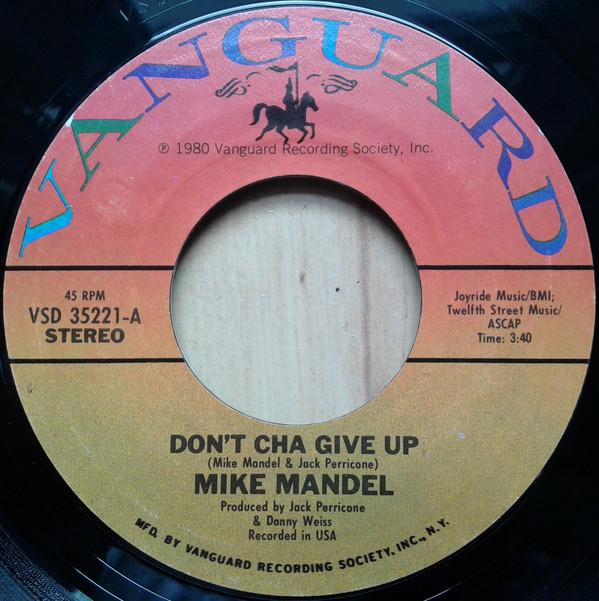 VANGUARD
℗ 1980 Vanguard Recording Society, Inc.
45 RPM
VSD 35221-A
STEREO
Joyride Music/BMI;
Twelfth Street Music/
ASCAP
Time: 3:40
DON'T CHA GIVE UP
(Mike Mandel & Jack Perricone)
MIKE MANDEL
Produced by Jack Perricone
& Danny Weiss
Recorded in USA
MFD. BY VANGUARD RECORDING SOCIETY, INC., N.Y.